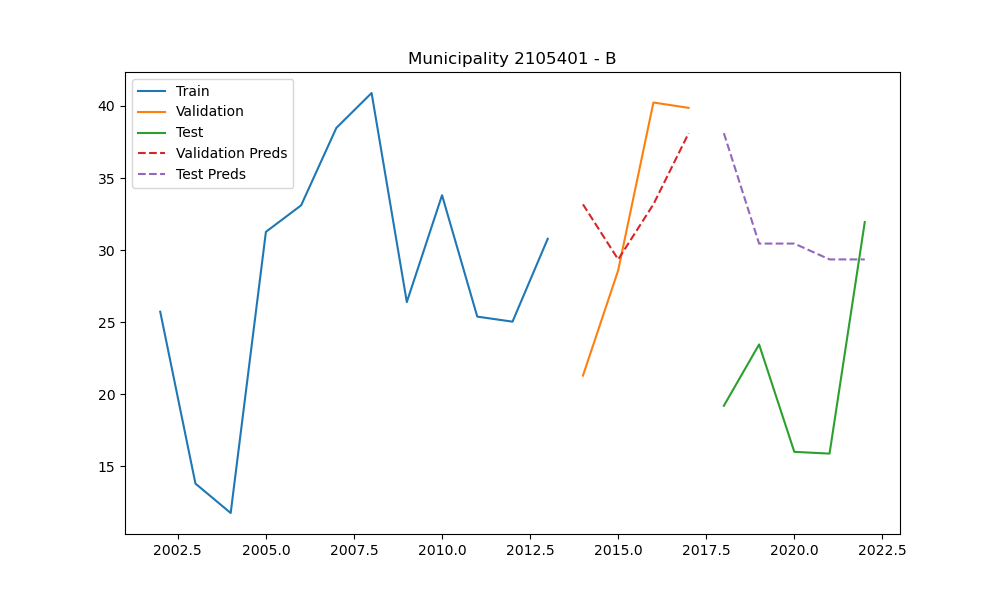 Municipality 2105401 - B
Train
Validation
Test
Validation Preds
Test Preds
40
35
30
25
20
15
2002.5 2005.0 2007.5 2010.0 2012.5 2015.0 2017.5 2020.0 2022.5